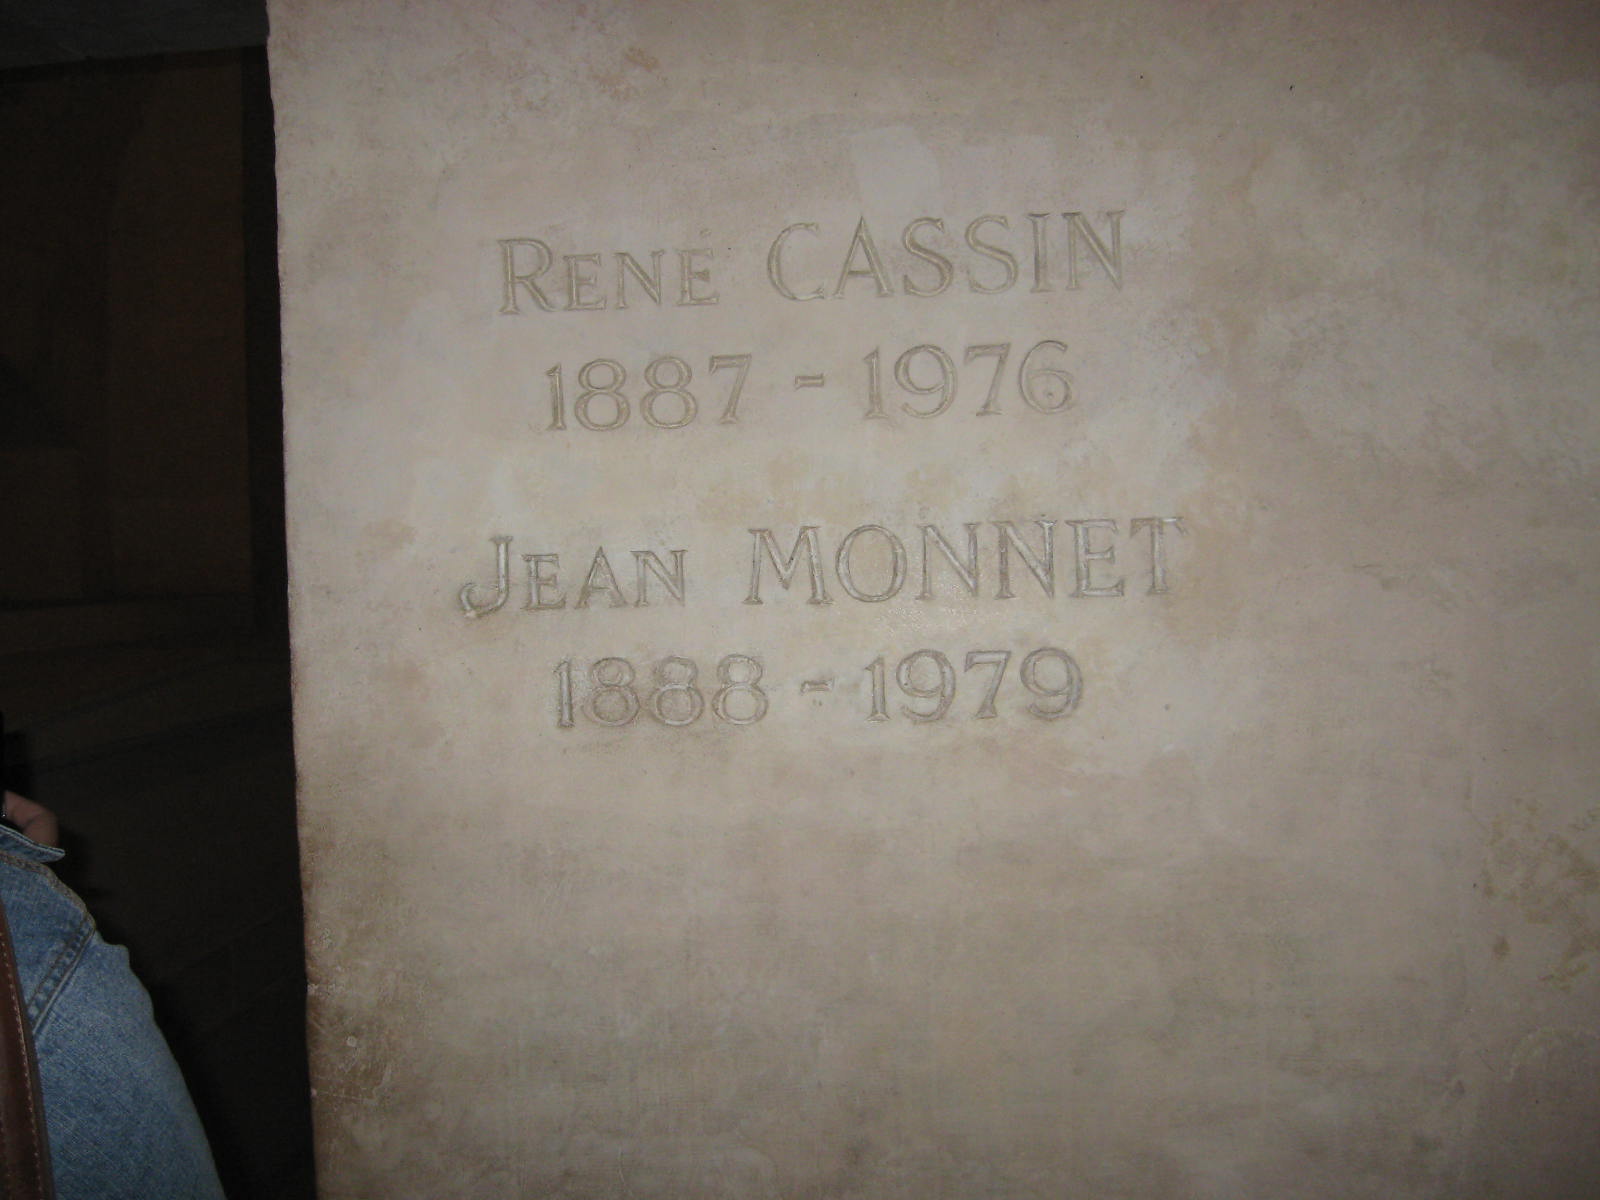 RENÉ CASSIN
1887 - 1976
JEAN MONNET
1888 - 1979